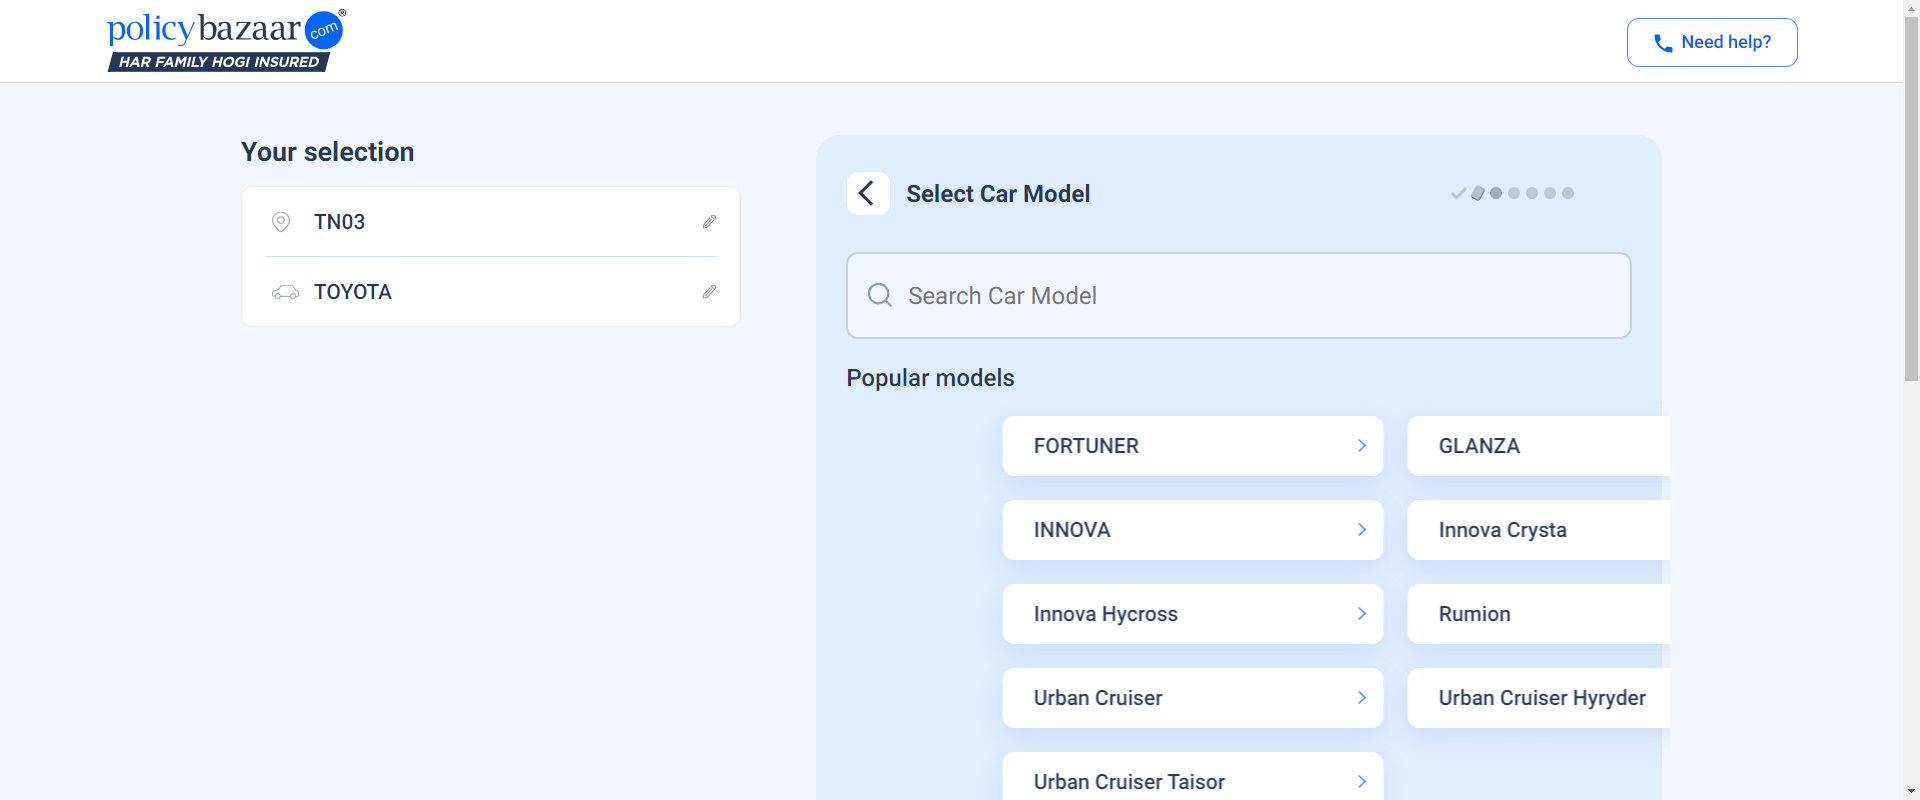 policybazaar.com®
HAR FAMILY HOGI INSURED
Need help?
Your selection
TN03
TOYOTA
Select Car Model
Search Car Model
Popular models
FORTUNER
GLANZA
INNOVA
Innova Crysta
Innova Hycross
Rumion
Urban Cruiser
Urban Cruiser Hyryder
Urban Cruiser Taisor